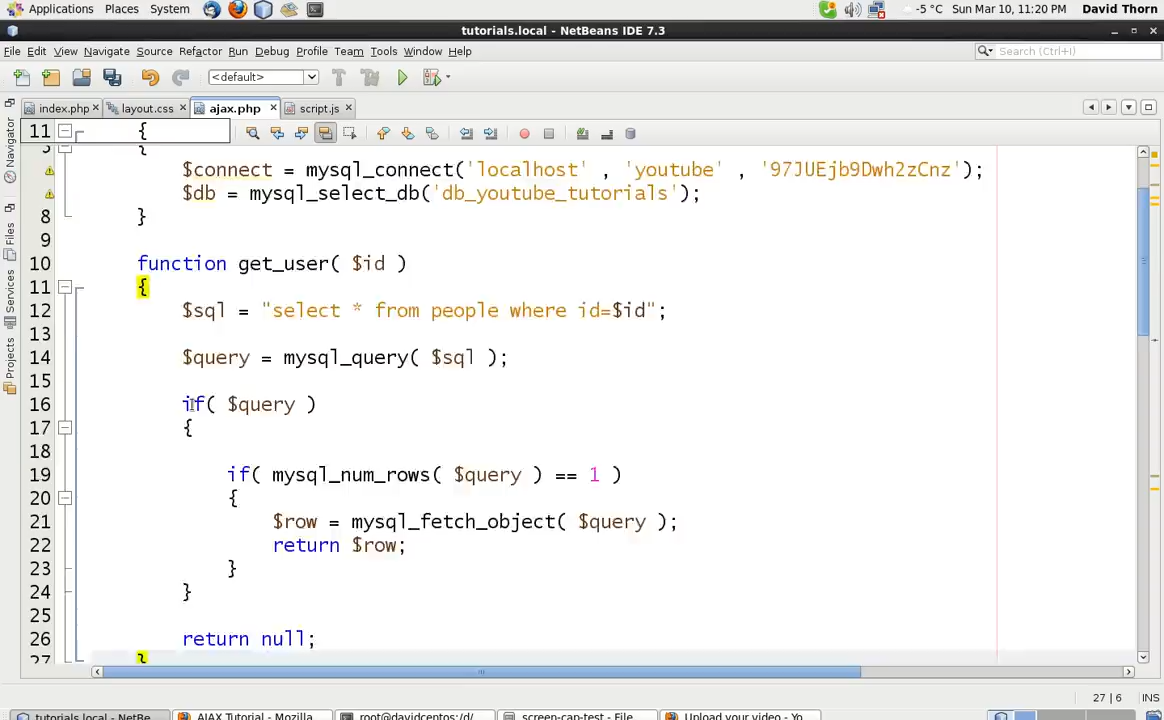 Applications Places System -5 °C Sun Mar 10, 11:20 PM David Thorn
tutorials.local - NetBeans IDE 7.3
File Edit View Navigate Source Refactor Run Debug Profile Team Tools Window Help Search (Ctrl+I)
<default>
index.php layout.css ajax.php script.js
Navigator
Files
Services
Projects
11 {
{
$connect = mysql_connect('localhost' , 'youtube' , '97JUEjb9Dwh2zCnz');
$db = mysql_select_db('db_youtube_tutorials');
8 }
9
10 function get_user( $id )
11 {
12 $sql = "select * from people where id=$id";
13
14 $query = mysql_query( $sql );
15
16 if( $query )
17 {
18
19 if( mysql_num_rows( $query ) == 1 )
20 {
21 $row = mysql_fetch_object( $query );
22 return $row;
23 }
24 }
25
26 return null;
27 }
27 | 6 INS
tutorials.local - NetBe... AJAX Tutorial - Mozilla ... root@davidcentos:/d/... screen-cap-test - File... Upload your video - Yo...